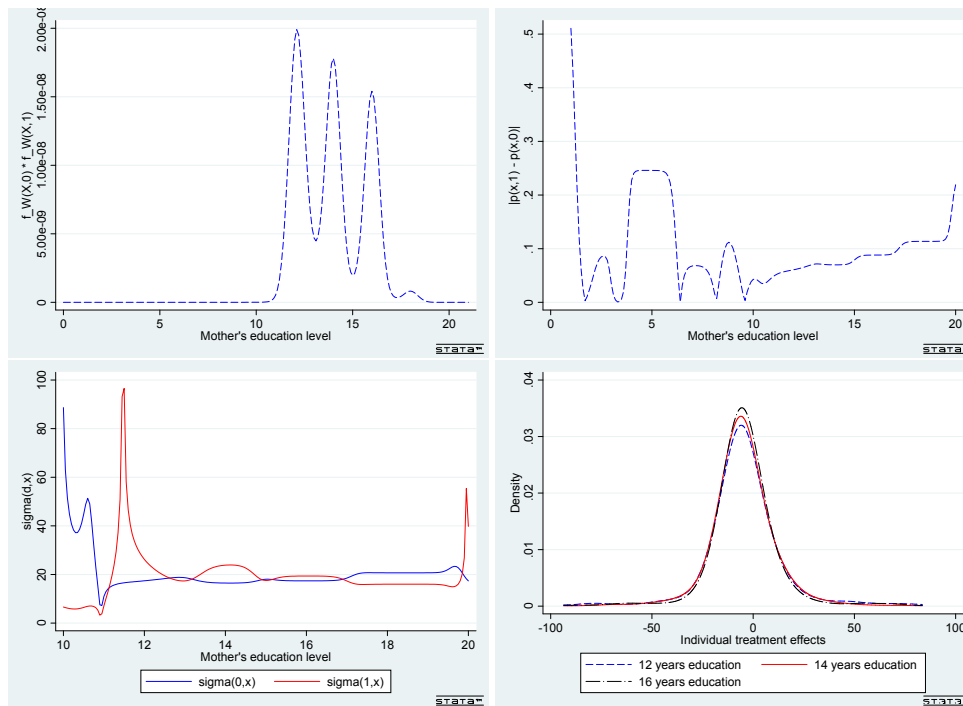 f_W(X,0) * f_W(X,1)
2.00e-08
1.50e-08
1.00e-08
5.00e-09
0
0 5 10 15 20
Mother's education level
STATA™
|p(x,1) - p(x,0)|
.5
.4
.3
.2
.1
0
0 5 10 15 20
Mother's education level
STATA
sigma(d,x)
100
80
60
40
20
0
10 12 14 16 18 20
Mother's education level
sigma(0,x) sigma(1,x)
STATA™
Density
.04
.03
.02
.01
0
-100 -50 0 50 100
Individual treatment effects
12 years education 14 years education
16 years education
STATA